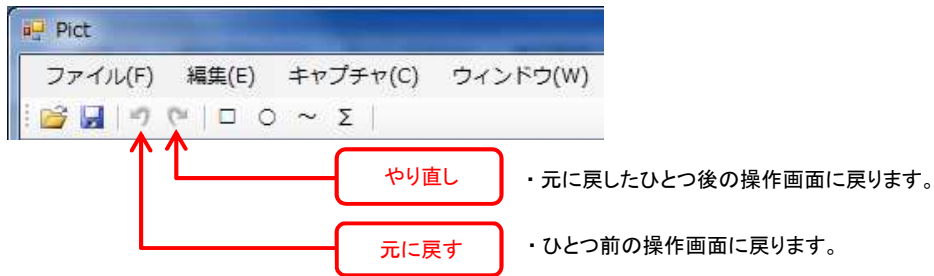 Pict
ファイル(F) 編集(E) キャプチャ(C) ウィンドウ(W)
□ ○ ~ Σ
やり直し ・元に戻したひとつ後の操作画面に戻ります。
元に戻す ・ひとつ前の操作画面に戻ります。